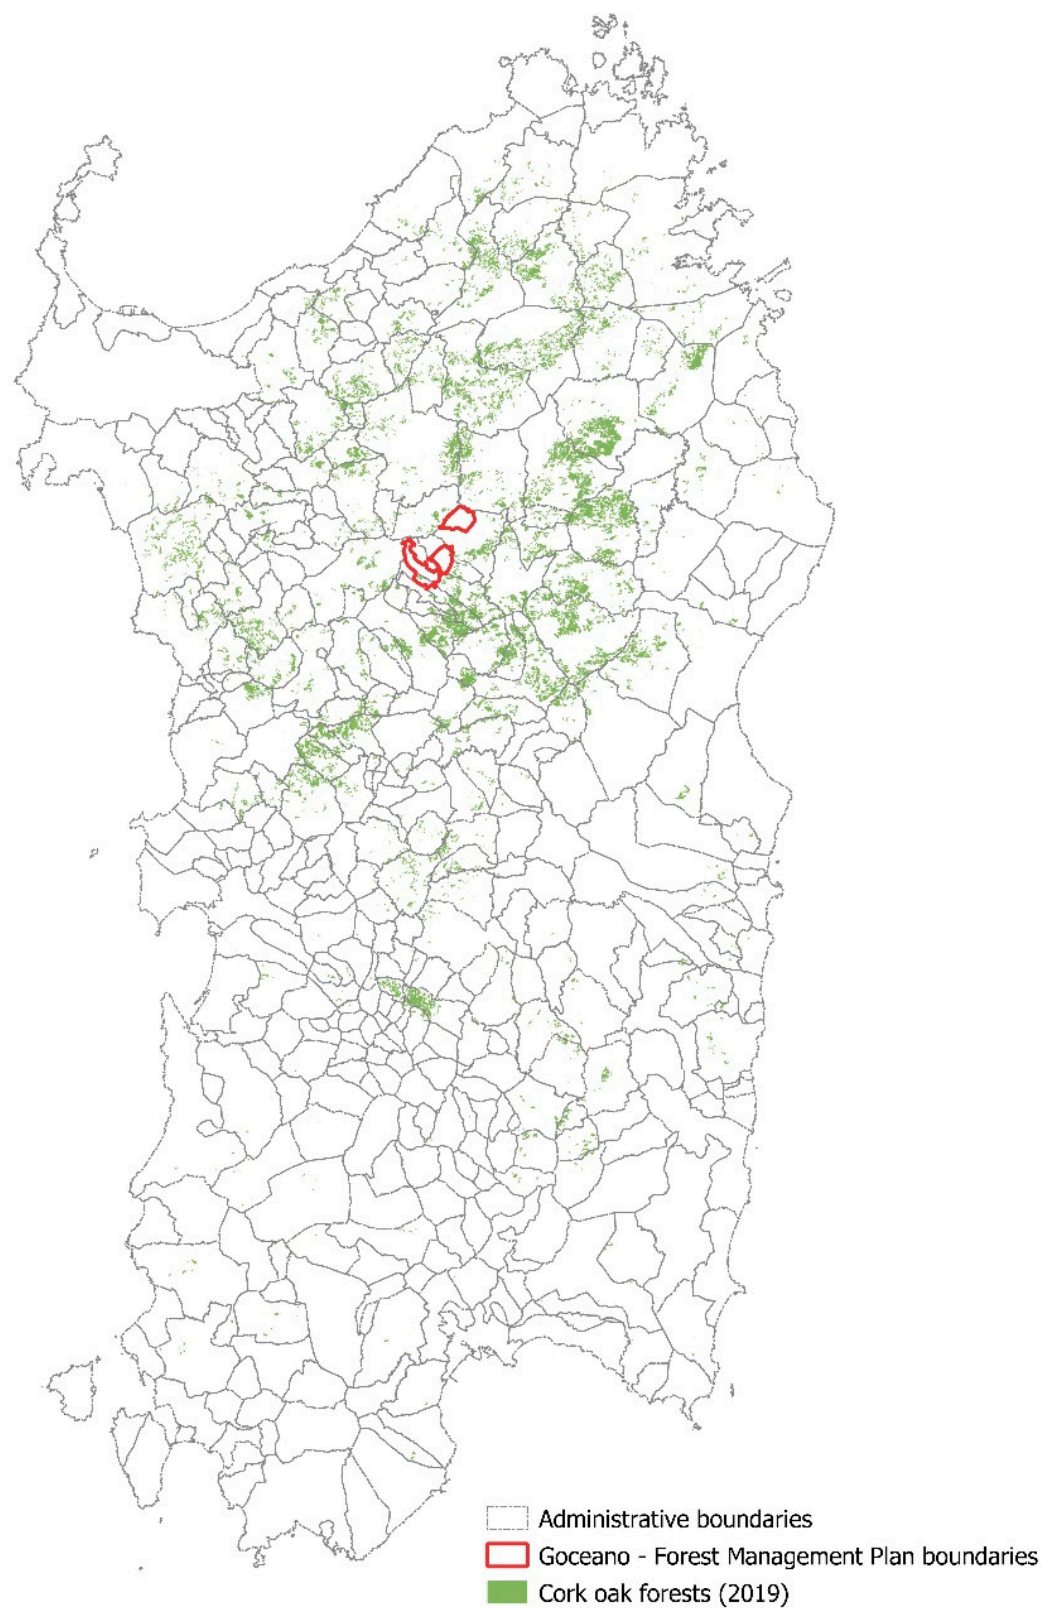 Administrative boundaries
Goceano - Forest Management Plan boundaries
Cork oak forests (2019)